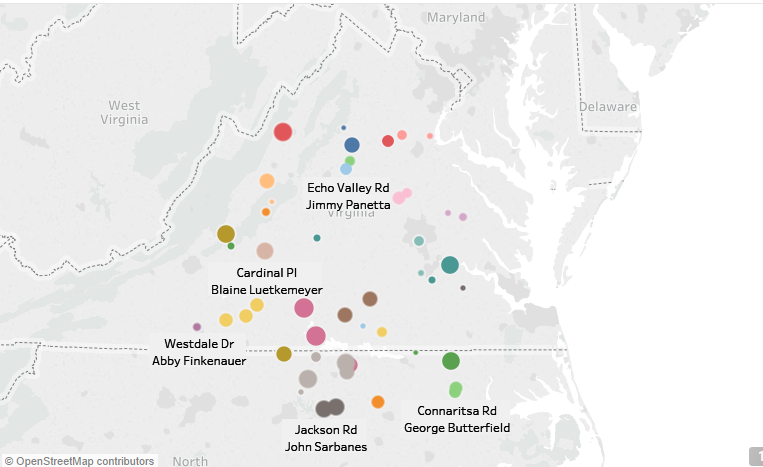 Maryland
West
Virginia
Delaware
Echo Valley Rd
Jimmy Panetta
Virginia
Cardinal Pl
Blaine Luetkemeyer
Westdale Dr
Abby Finkenauer
Connaritsa Rd
George Butterfield
Jackson Rd
John Sarbanes
North
© OpenStreetMap contributors